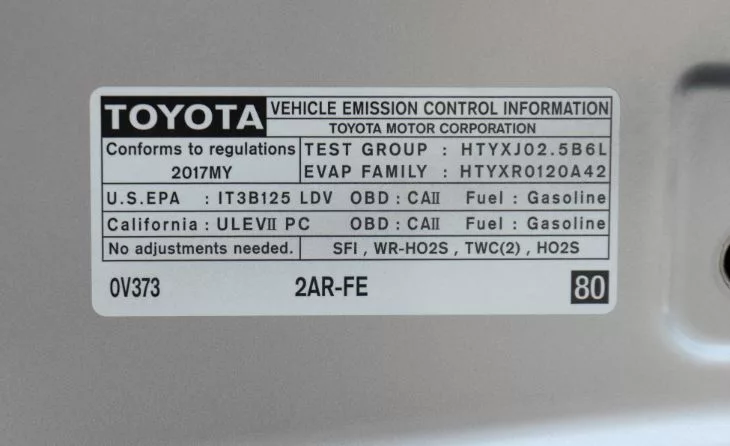 TOYOTA VEHICLE EMISSION CONTROL INFORMATION
TOYOTA MOTOR CORPORATION
Conforms to regulations TEST GROUP : HTYXJ02.5B6L
2017MY EVAP FAMILY : HTYXR0120A42
U.S.EPA : IT3B125 LDV OBD : CAII Fuel : Gasoline
California : ULEVII PC OBD : CAII Fuel : Gasoline
No adjustments needed. SFI , WR-HO2S , TWC(2) , HO2S
0V373 2AR-FE 80